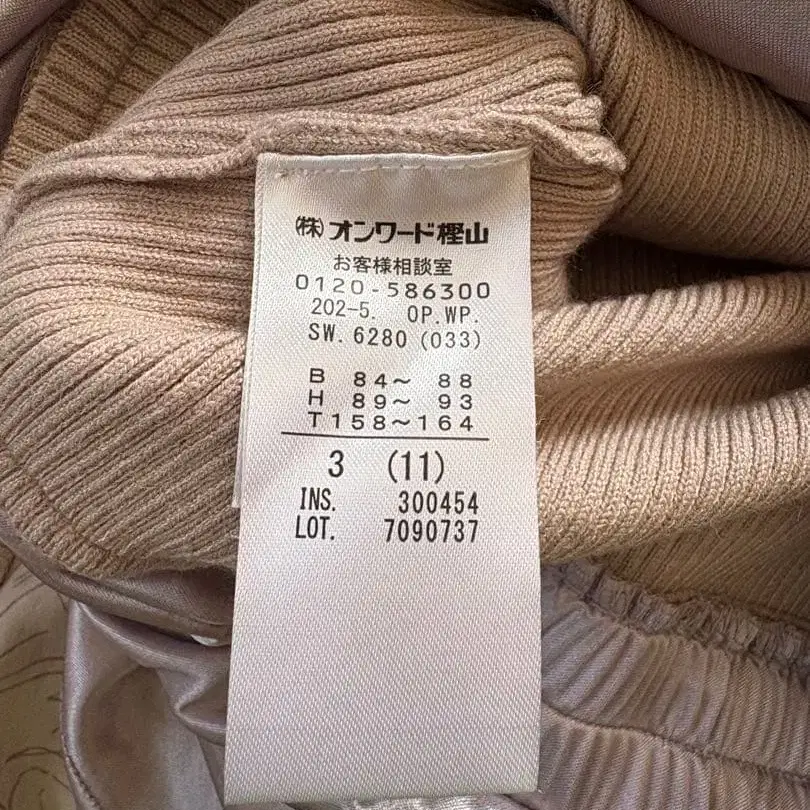 ㈱オンワード樫山
お客様相談室
0120-586300
202-5. OP.WP.
SW.6280(033)
B 84～ 88
H 89～ 93
T158～164
3 (11)
INS. 300454
LOT. 7090737